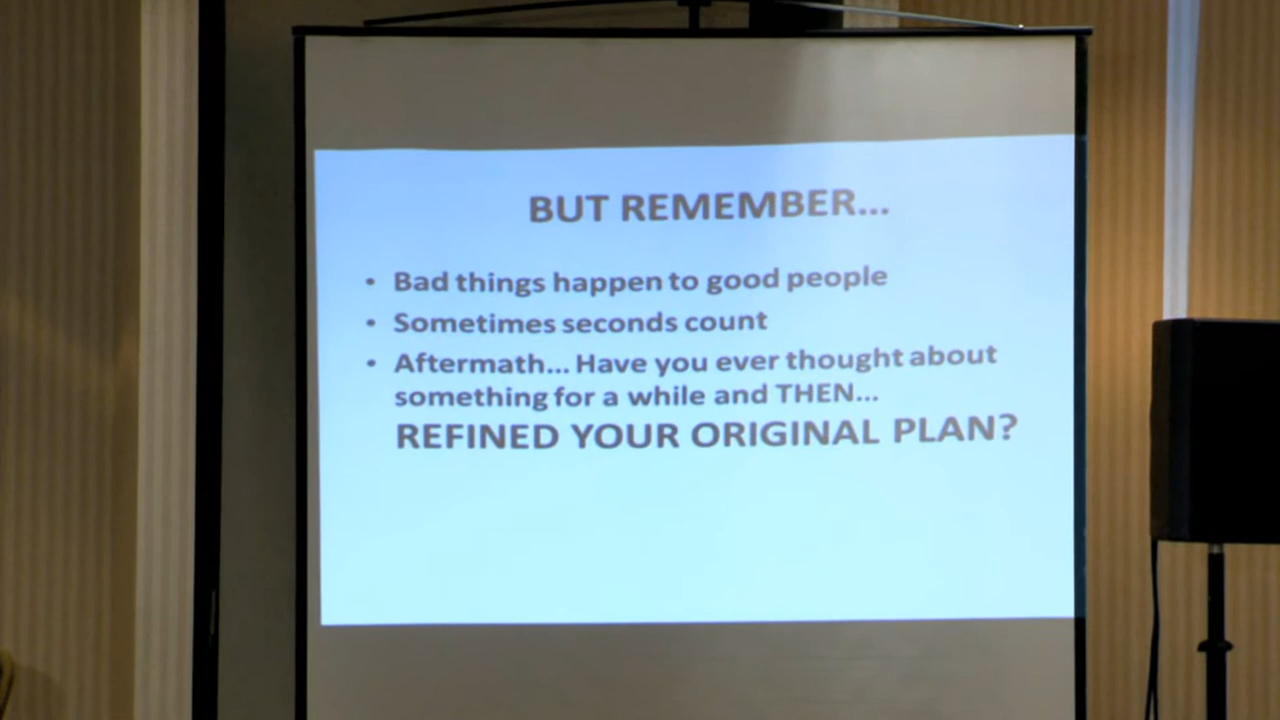 BUT REMEMBER...
• Bad things happen to good people
• Sometimes seconds count
• Aftermath... Have you ever thought about
something for a while and THEN...
REFINED YOUR ORIGINAL PLAN?